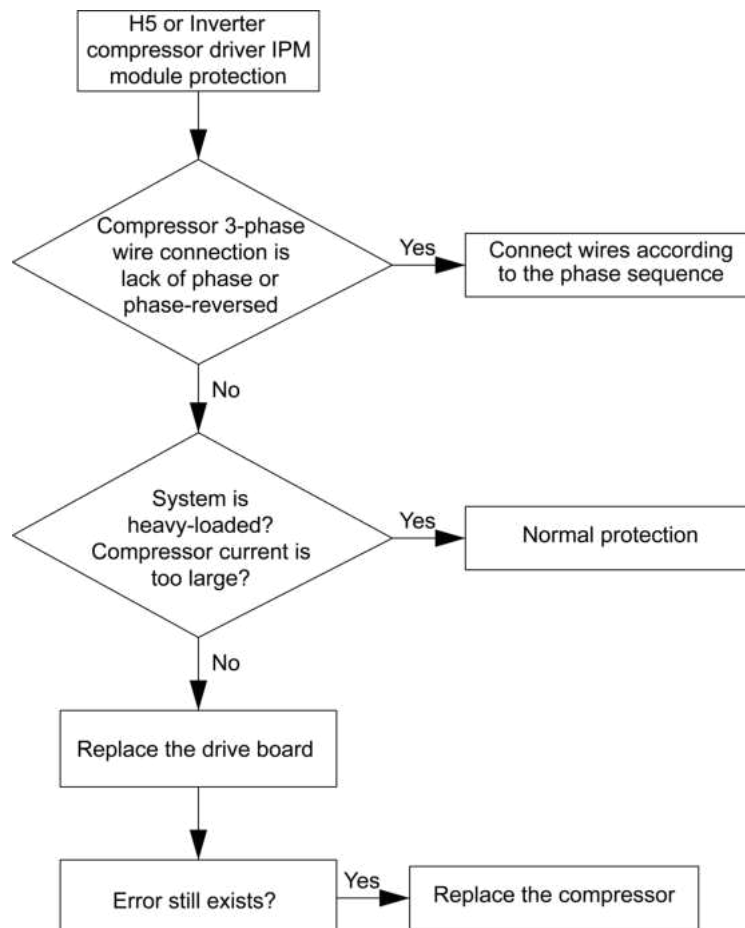 H5 or Inverter
compressor driver IPM
module protection
Compressor 3-phase
wire connection is
lack of phase or
phase-reversed
Yes
Connect wires according
to the phase sequence
No
System is
heavy-loaded?
Compressor current is
too large?
Yes
Normal protection
No
Replace the drive board
Error still exists?
Yes
Replace the compressor